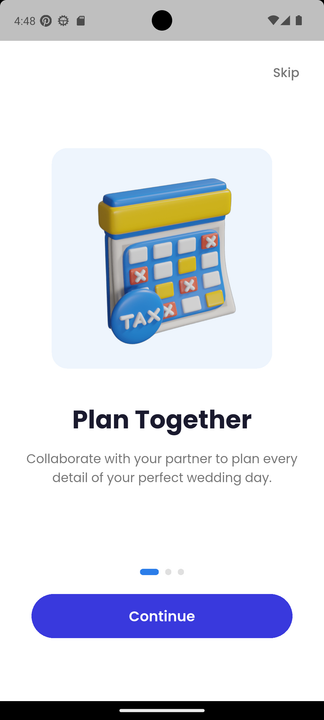 4:48
Skip
TAX
Plan Together
Collaborate with your partner to plan every
detail of your perfect wedding day.
Continue